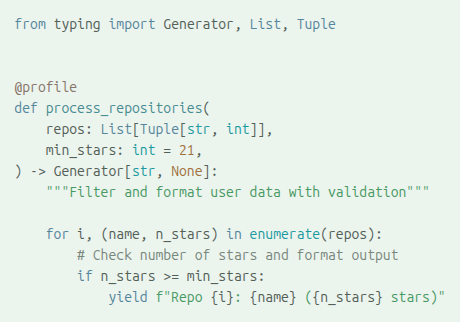 from typing import Generator, List, Tuple
@profile
def process_repositories(
    repos: List[Tuple[str, int]],
    min_stars: int = 21,
) -> Generator[str, None]:
    """Filter and format user data with validation"""
    for i, (name, n_stars) in enumerate(repos):
        # Check number of stars and format output
        if n_stars >= min_stars:
            yield f"Repo {i}: {name} ({n_stars} stars)"